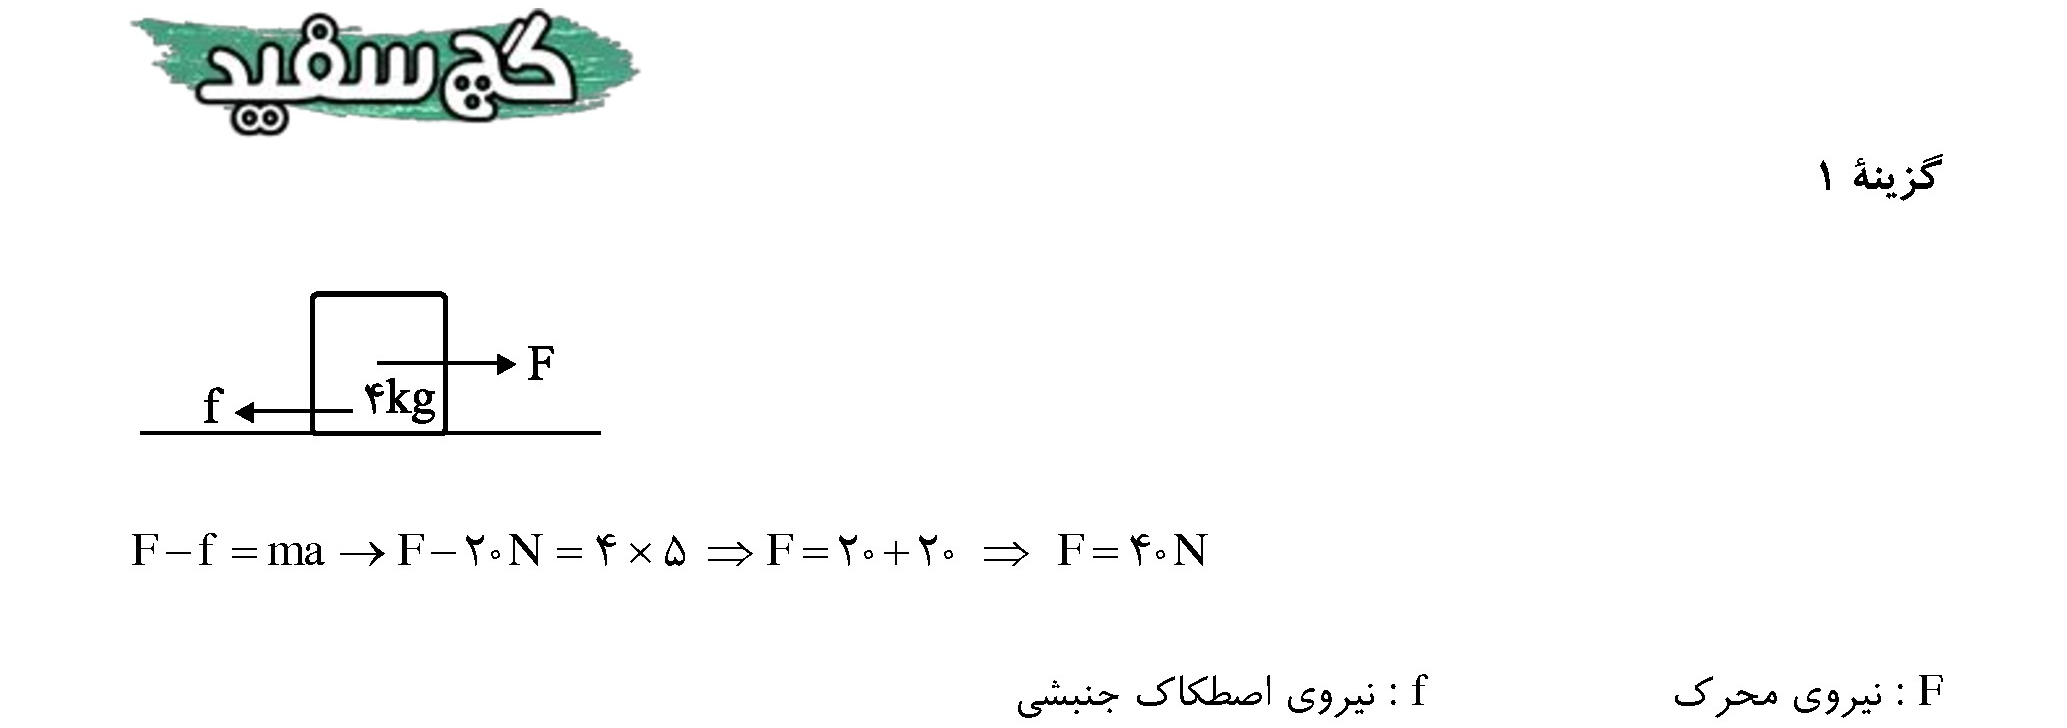 گچ سفید
گزینهٔ ۱
F
۴kg
f
F − f = ma → F − ۲۰N = ۴ × ۵ ⇒ F = ۲۰ + ۲۰ ⇒ F = ۴۰N
F : نیروی محرک f : نیروی اصطکاک جنبشی